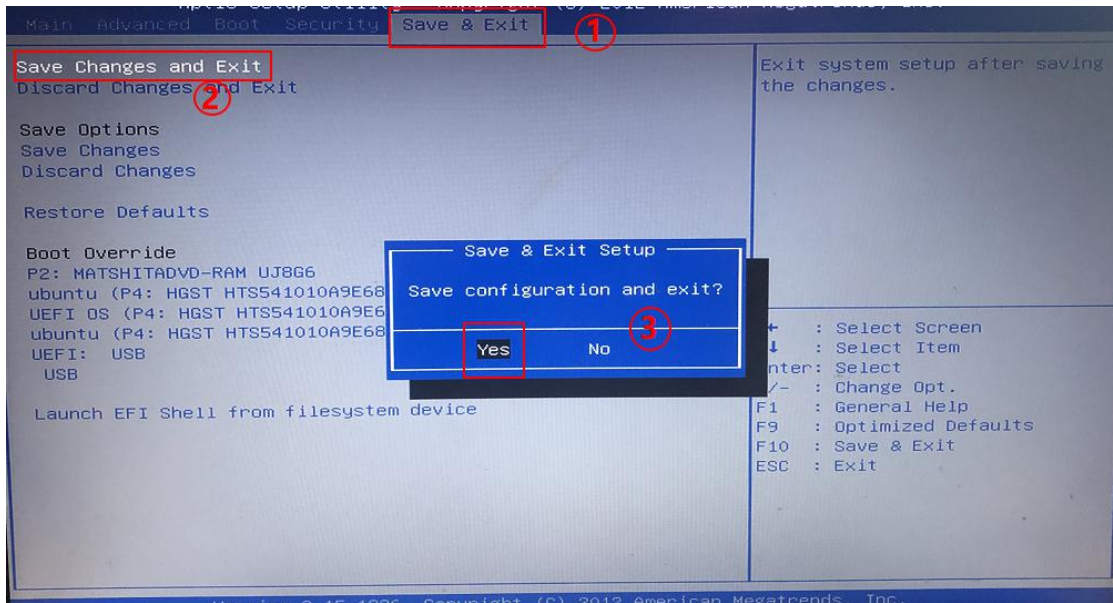 Main Advanced Boot Security Save & Exit
①
Save Changes and Exit
Discard Changes and Exit
②
Save Options
Save Changes
Discard Changes
Restore Defaults
Boot Override
P2: MATSHITADVD-RAM UJ8G6
ubuntu (P4: HGST HTS541010A9E68
UEFI OS (P4: HGST HTS541010A9E6
ubuntu (P4: HGST HTS541010A9E68
UEFI: USB
USB
Launch EFI Shell from filesystem device
Save & Exit Setup
Save configuration and exit?
③
Yes No
Exit system setup after saving
the changes.
: Select Screen
: Select Item
nter: Select
/- : Change Opt.
F1 : General Help
F9 : Optimized Defaults
F10 : Save & Exit
ESC : Exit
Copyright (C) 2012 American Megatrends, Inc.